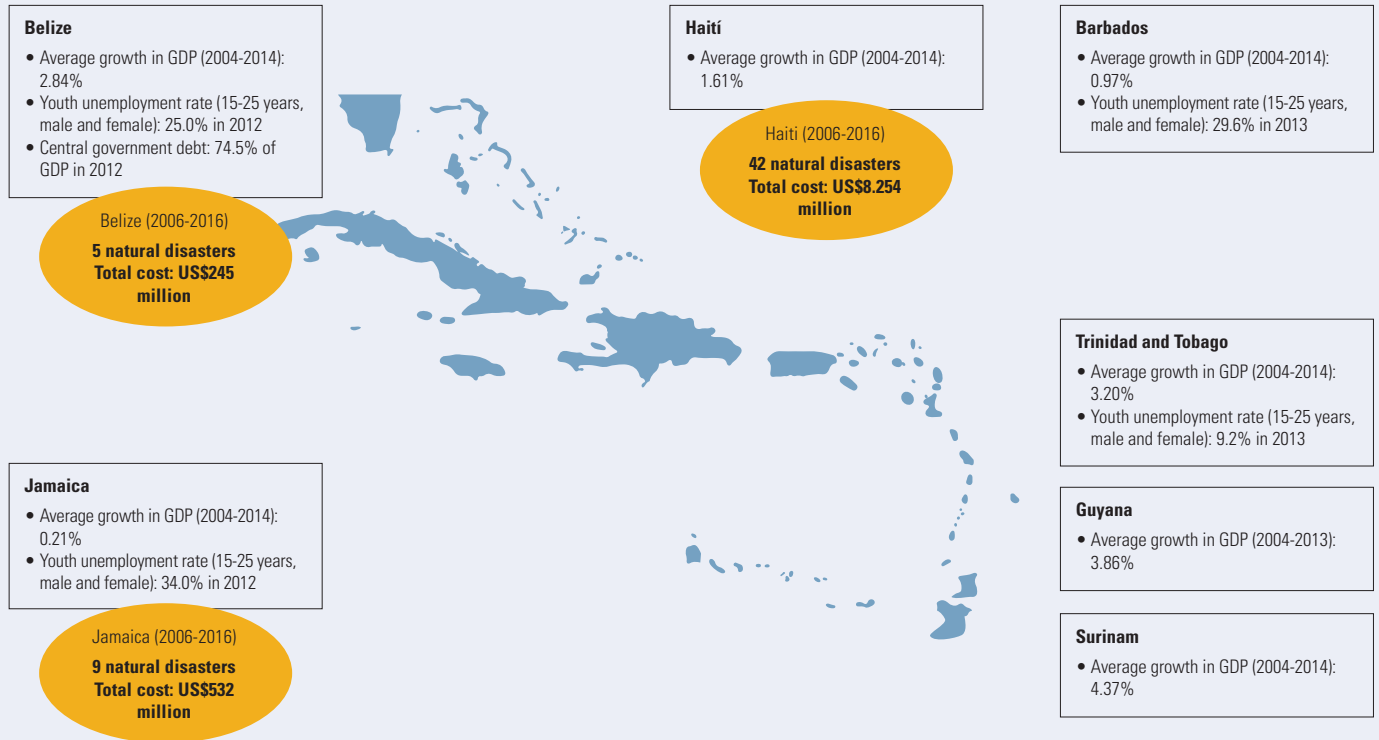 Belize
• Average growth in GDP (2004-2014):
2.84%
• Youth unemployment rate (15-25 years,
male and female): 25.0% in 2012
• Central government debt: 74.5% of
GDP in 2012
Belize (2006-2016)
5 natural disasters
Total cost: US$245
million
Haití
• Average growth in GDP (2004-2014):
1.61%
Haiti (2006-2016)
42 natural disasters
Total cost: US$8.254
million
Barbados
• Average growth in GDP (2004-2014):
0.97%
• Youth unemployment rate (15-25 years,
male and female): 29.6% in 2013
Trinidad and Tobago
• Average growth in GDP (2004-2014):
3.20%
• Youth unemployment rate (15-25 years,
male and female): 9.2% in 2013
Jamaica
• Average growth in GDP (2004-2014):
0.21%
• Youth unemployment rate (15-25 years,
male and female): 34.0% in 2012
Jamaica (2006-2016)
9 natural disasters
Total cost: US$532
million
Guyana
• Average growth in GDP (2004-2013):
3.86%
Surinam
• Average growth in GDP (2004-2014):
4.37%